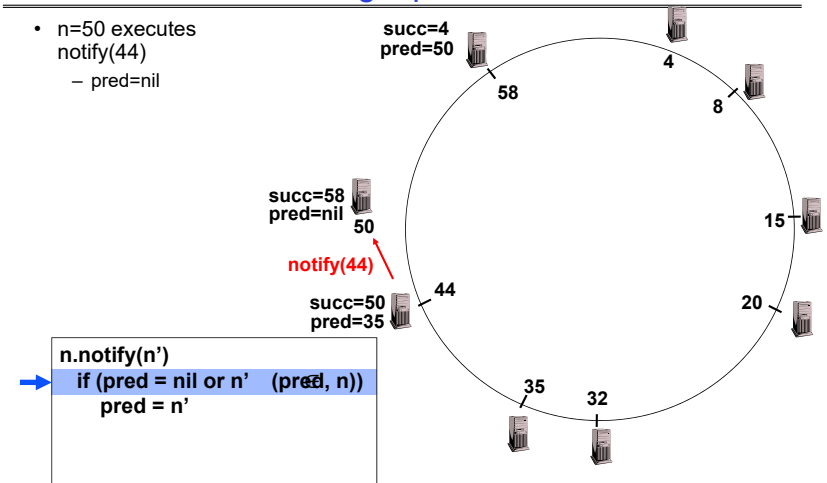 • n=50 executes
notify(44)
– pred=nil
succ=4
pred=50
58
4
8
succ=58
pred=nil
50
15
notify(44)
succ=50
pred=35
44
20
35
32
n.notify(n’)
if (pred = nil or n’ ∈ (pred, n))
pred = n’